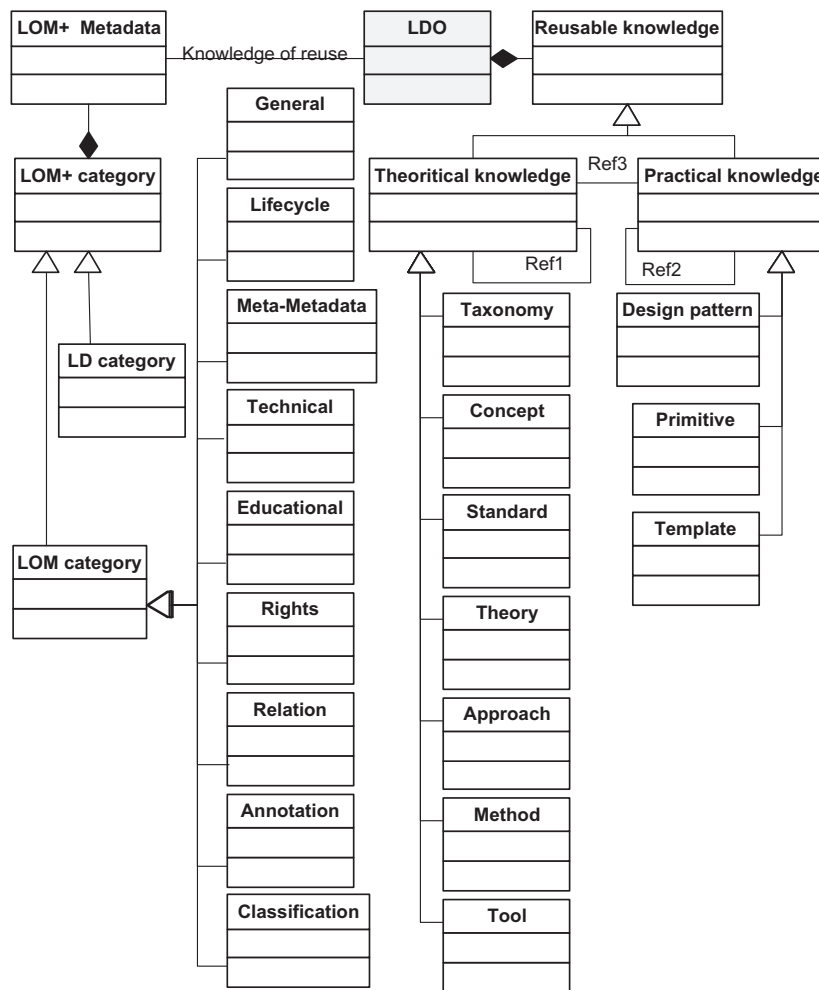 LOM+ Metadata
Knowledge of reuse
LDO
Reusable knowledge
General
LOM+ category
Theoritical knowledge
Ref3
Practical knowledge
Lifecycle
Ref1
Ref2
Meta-Metadata
Taxonomy
Design pattern
LD category
Technical
Concept
Primitive
Educational
Standard
Template
LOM category
Rights
Theory
Relation
Approach
Annotation
Method
Classification
Tool